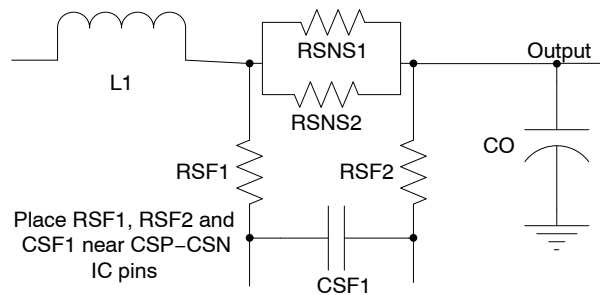 RSNS1
Output
L1
RSNS2
CO
RSF1
RSF2
Place RSF1, RSF2 and
CSF1 near CSP−CSN
IC pins
CSF1